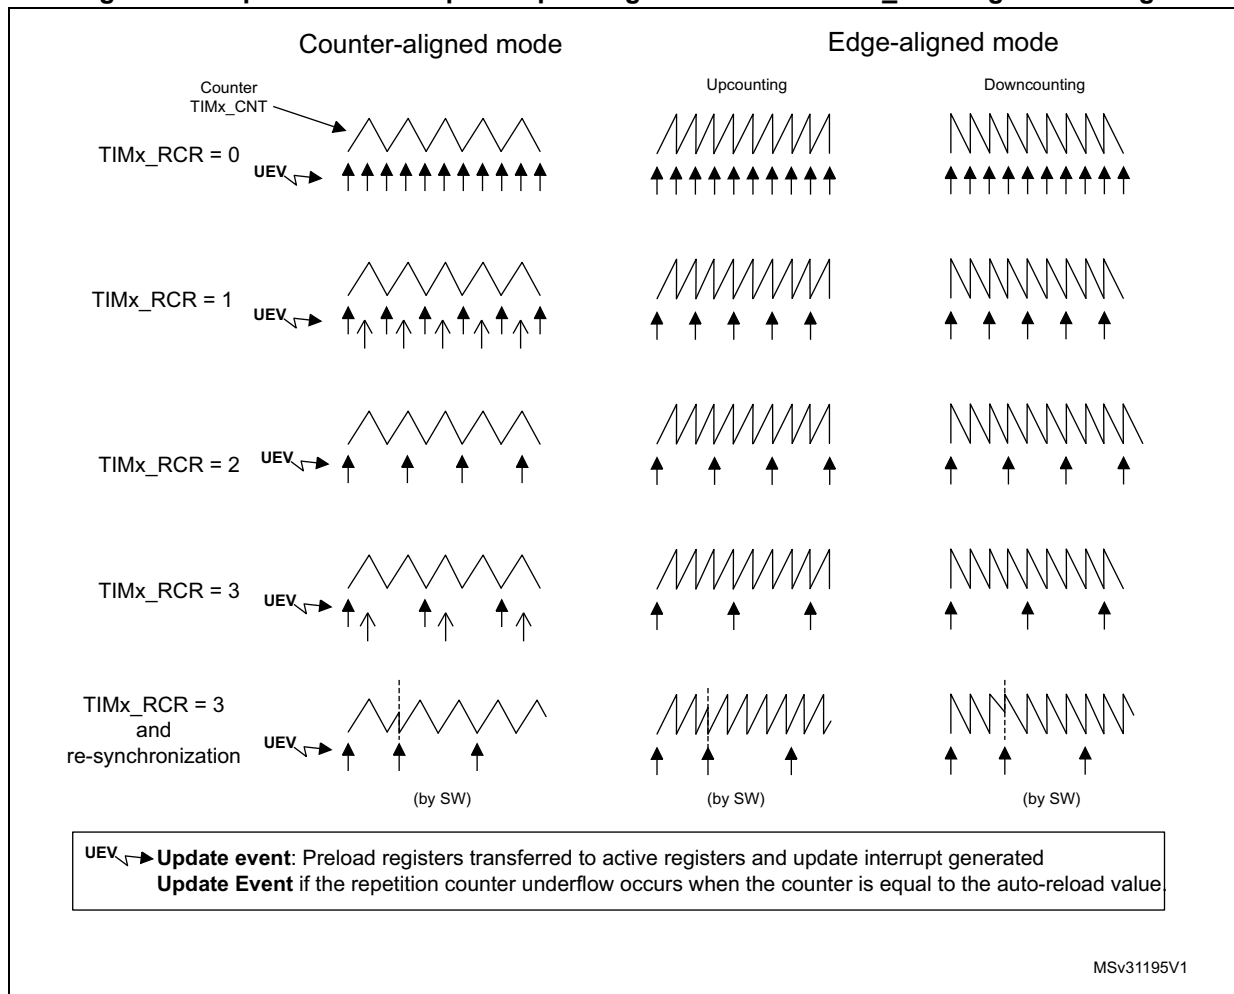 Counter-aligned mode Edge-aligned mode
Counter
TIMx_CNT
Upcounting Downcounting
TIMx_RCR = 0
UEV
TIMx_RCR = 1
UEV
TIMx_RCR = 2
UEV
TIMx_RCR = 3
UEV
TIMx_RCR = 3
and
re-synchronization
UEV
(by SW) (by SW) (by SW)
UEV Update event: Preload registers transferred to active registers and update interrupt generated
Update Event if the repetition counter underflow occurs when the counter is equal to the auto-reload value.
MSv31195V1